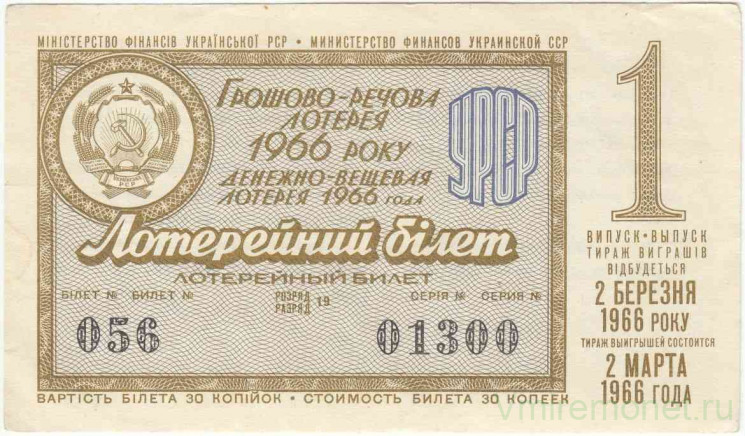 МІНІСТЕРСТВО ФІНАНСІВ УКРАЇНСЬКОЇ РСР • МИНИСТЕРСТВО ФИНАНСОВ УКРАИНСКОЙ ССР
ГРОШОВО-РЕЧОВА
ЛОТЕРЕЯ
1966 РОКУ
ДЕНЕЖНО-ВЕЩЕВАЯ
ЛОТЕРЕЯ 1966 ГОДА
УРСР
Лотерейний білет
ЛОТЕРЕЙНЫЙ БИЛЕТ
БІЛЕТ № БИЛЕТ № РОЗРЯД РАЗРЯД 19 СЕРІЯ № СЕРИЯ №
056 01300
ВАРТІСТЬ БІЛЕТА 30 КОПІЙОК • СТОИМОСТЬ БИЛЕТА 30 КОПЕЕК
1
ВИПУСК • ВЫПУСК
ТИРАЖ ВИГРАШІВ
ВІДБУДЕТЬСЯ
2 БЕРЕЗНЯ
1966 РОКУ
ТИРАЖ ВЫИГРЫШЕЙ СОСТОИТСЯ
2 МАРТА
1966 ГОДА
vmiremonet.ru